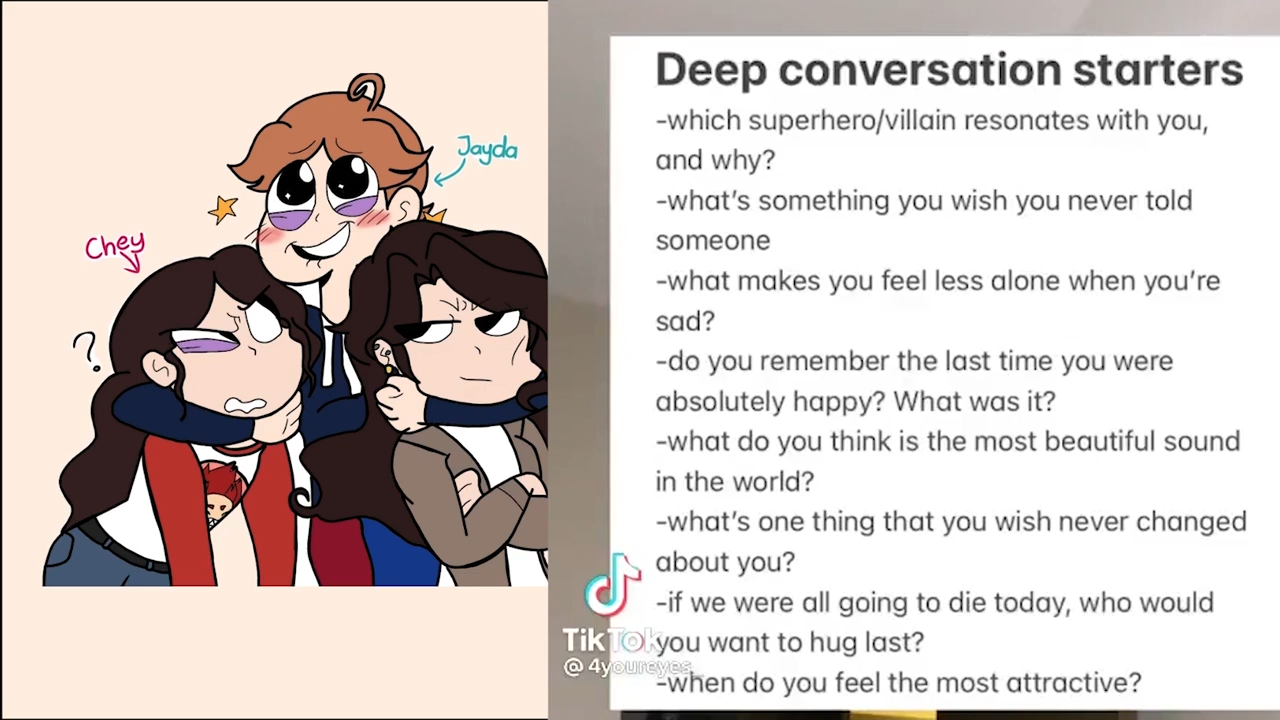 Jayda
Chey
?
Deep conversation starters
-which superhero/villain resonates with you,
and why?
-what's something you wish you never told
someone
-what makes you feel less alone when you're
sad?
-do you remember the last time you were
absolutely happy? What was it?
-what do you think is the most beautiful sound
in the world?
-what's one thing that you wish never changed
about you?
-if we were all going to die today, who would
you want to hug last?
-when do you feel the most attractive?
TikTok
@4youreyes_